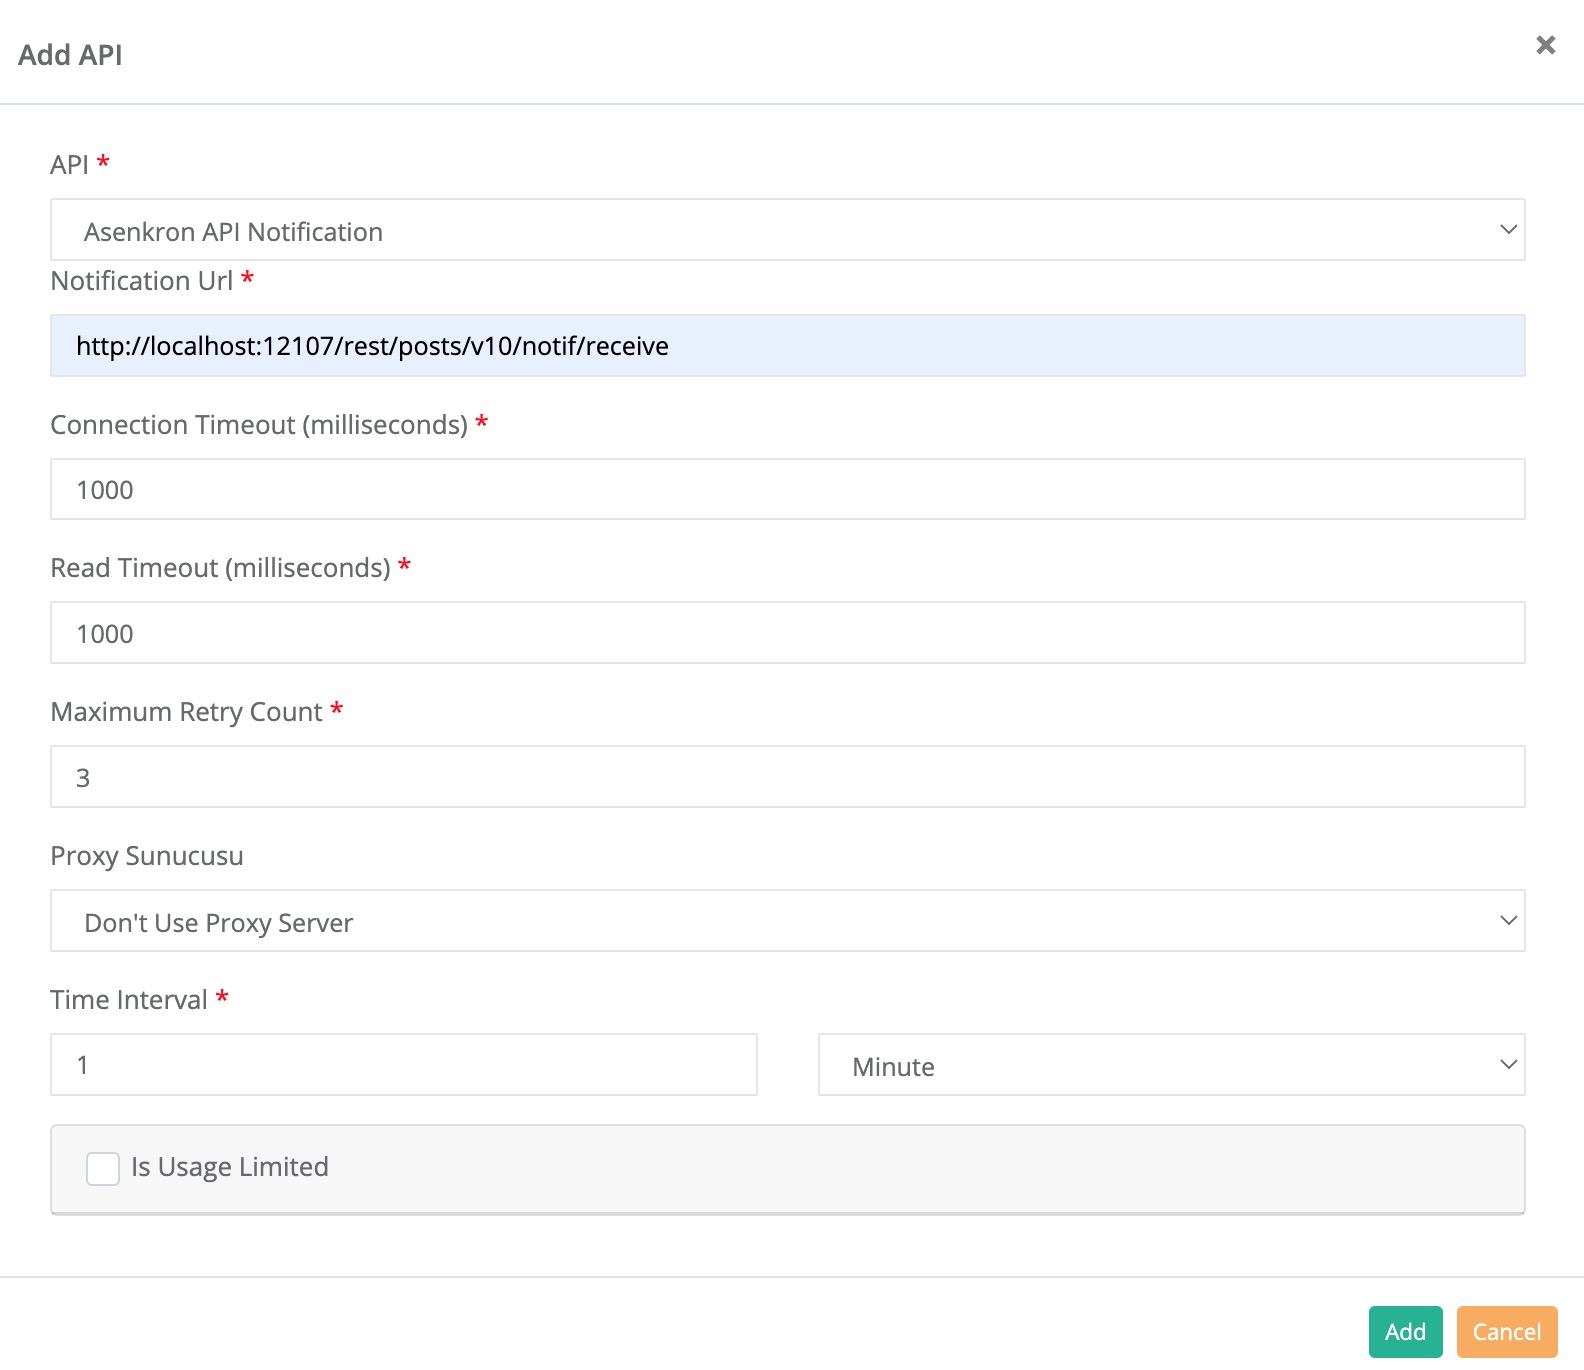 Add API
API *
Asenkron API Notification
Notification Url *
http://localhost:12107/rest/posts/v10/notif/receive
Connection Timeout (milliseconds) *
1000
Read Timeout (milliseconds) *
1000
Maximum Retry Count *
3
Proxy Sunucusu
Don't Use Proxy Server
Time Interval *
1
Minute
Is Usage Limited
Add
Cancel